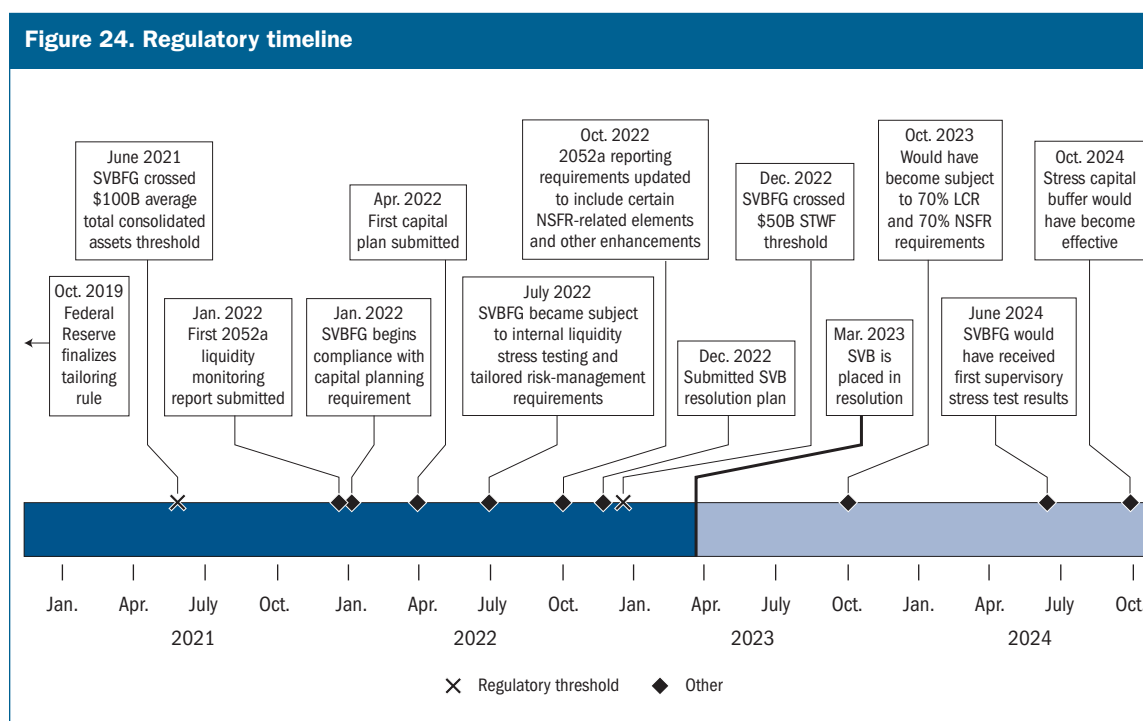 Figure 24. Regulatory timeline
Oct. 2019
Federal
Reserve
finalizes
tailoring
rule
June 2021
SVBFG crossed
$100B average
total consolidated
assets threshold
Jan. 2022
First 2052a
liquidity
monitoring
report submitted
Jan. 2022
SVBFG begins
compliance with
capital planning
requirement
Apr. 2022
First capital
plan submitted
July 2022
SVBFG became subject
to internal liquidity
stress testing and
tailored risk-management
requirements
Oct. 2022
2052a reporting
requirements updated
to include certain
NSFR-related elements
and other enhancements
Dec. 2022
Submitted SVB
resolution plan
Dec. 2022
SVBFG crossed
$50B STWF
threshold
Mar. 2023
SVB is
placed in
resolution
Oct. 2023
Would have
become subject
to 70% LCR
and 70% NSFR
requirements
June 2024
SVBFG would
have received
first supervisory
stress test results
Oct. 2024
Stress capital
buffer would
have become
effective
Jan. Apr. July Oct. Jan. Apr. July Oct. Jan. Apr. July Oct. Jan. Apr. July Oct.
2021 2022 2023 2024
Regulatory threshold Other